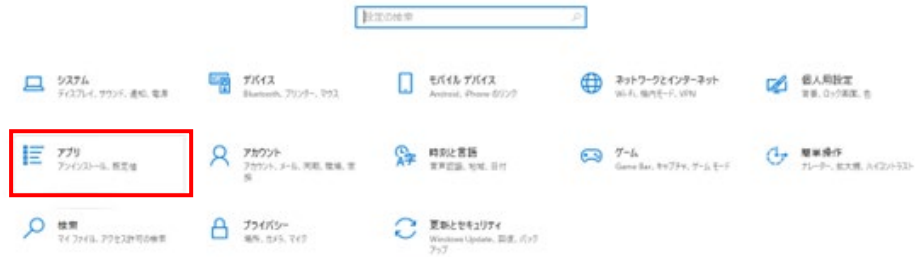 設定の検索
システム
ディスプレイ、サウンド、通知、電源
デバイス
Bluetooth、プリンター、マウス
モバイル デバイス
Android、iPhone のリンク
ネットワークとインターネット
Wi-Fi、機内モード、VPN
個人用設定
背景、ロック画面、色
アプリ
アンインストール、既定値
アカウント
アカウント、メール、同期、職場、家
族
時刻と言語
音声認識、地域、日付
ゲーム
Game Bar、キャプチャ、ゲーム モード
簡単操作
ナレーター、拡大鏡、ハイコントラスト
検索
マイ ファイル、アクセス許可の検索
プライバシー
場所、カメラ、マイク
更新とセキュリティ
Windows Update、回復、バック
アップ